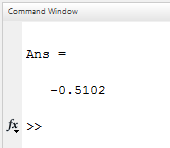 Command Window
Ans =
-0.5102
fx >>